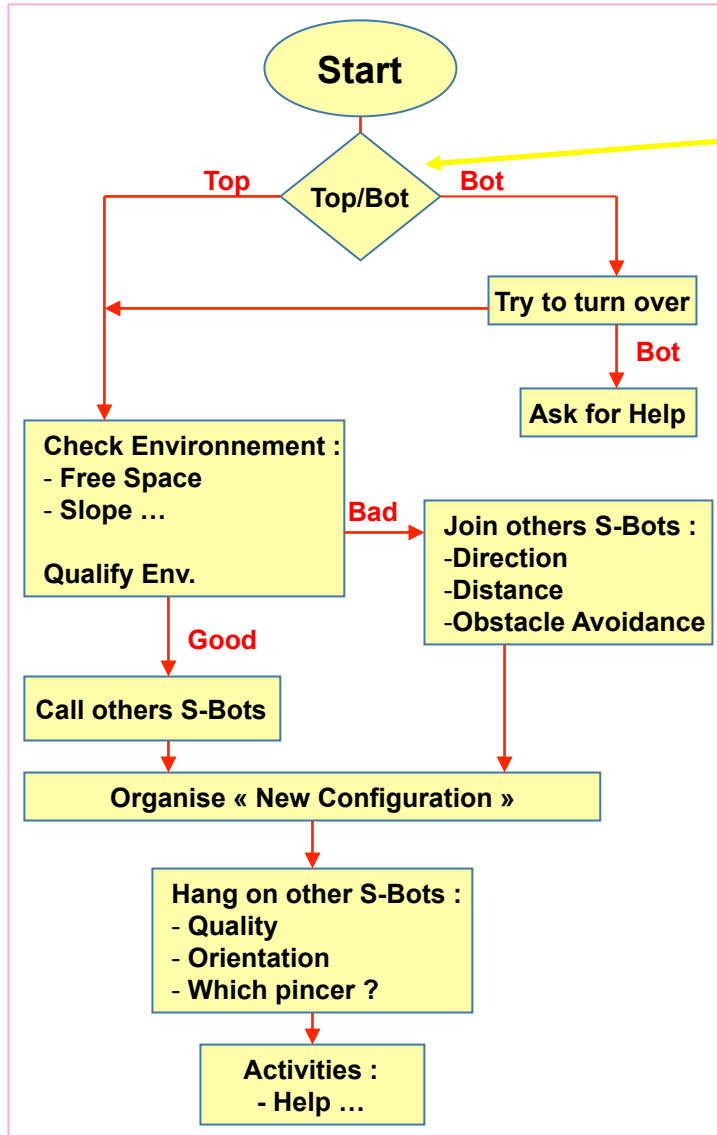 Start
Top
Bot
Top/Bot
Try to turn over
Bot
Ask for Help
Check Environnement :
- Free Space
- Slope …
Qualify Env.
Bad
Join others S-Bots :
-Direction
-Distance
-Obstacle Avoidance
Good
Call others S-Bots
Organise « New Configuration »
Hang on other S-Bots :
- Quality
- Orientation
- Which pincer ?
Activities :
- Help …